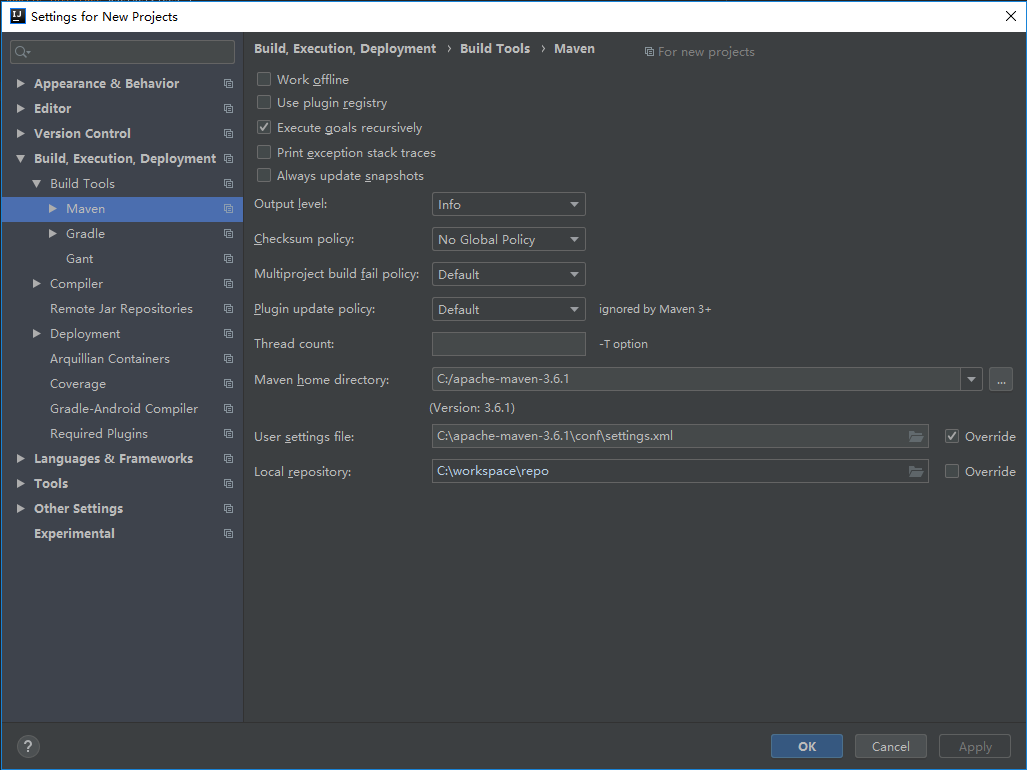 Settings for New Projects
Appearance & Behavior
Editor
Version Control
Build, Execution, Deployment
Build Tools
Maven
Gradle
Gant
Compiler
Remote Jar Repositories
Deployment
Arquillian Containers
Coverage
Gradle-Android Compiler
Required Plugins
Languages & Frameworks
Tools
Other Settings
Experimental
Build, Execution, Deployment › Build Tools › Maven For new projects
Work offline
Use plugin registry
Execute goals recursively
Print exception stack traces
Always update snapshots
Output level: Info
Checksum policy: No Global Policy
Multiproject build fail policy: Default
Plugin update policy: Default ignored by Maven 3+
Thread count: -T option
Maven home directory: C:/apache-maven-3.6.1 ...
(Version: 3.6.1)
User settings file: C:\apache-maven-3.6.1\conf\settings.xml Override
Local repository: C:\workspace\repo Override
? OK Cancel Apply